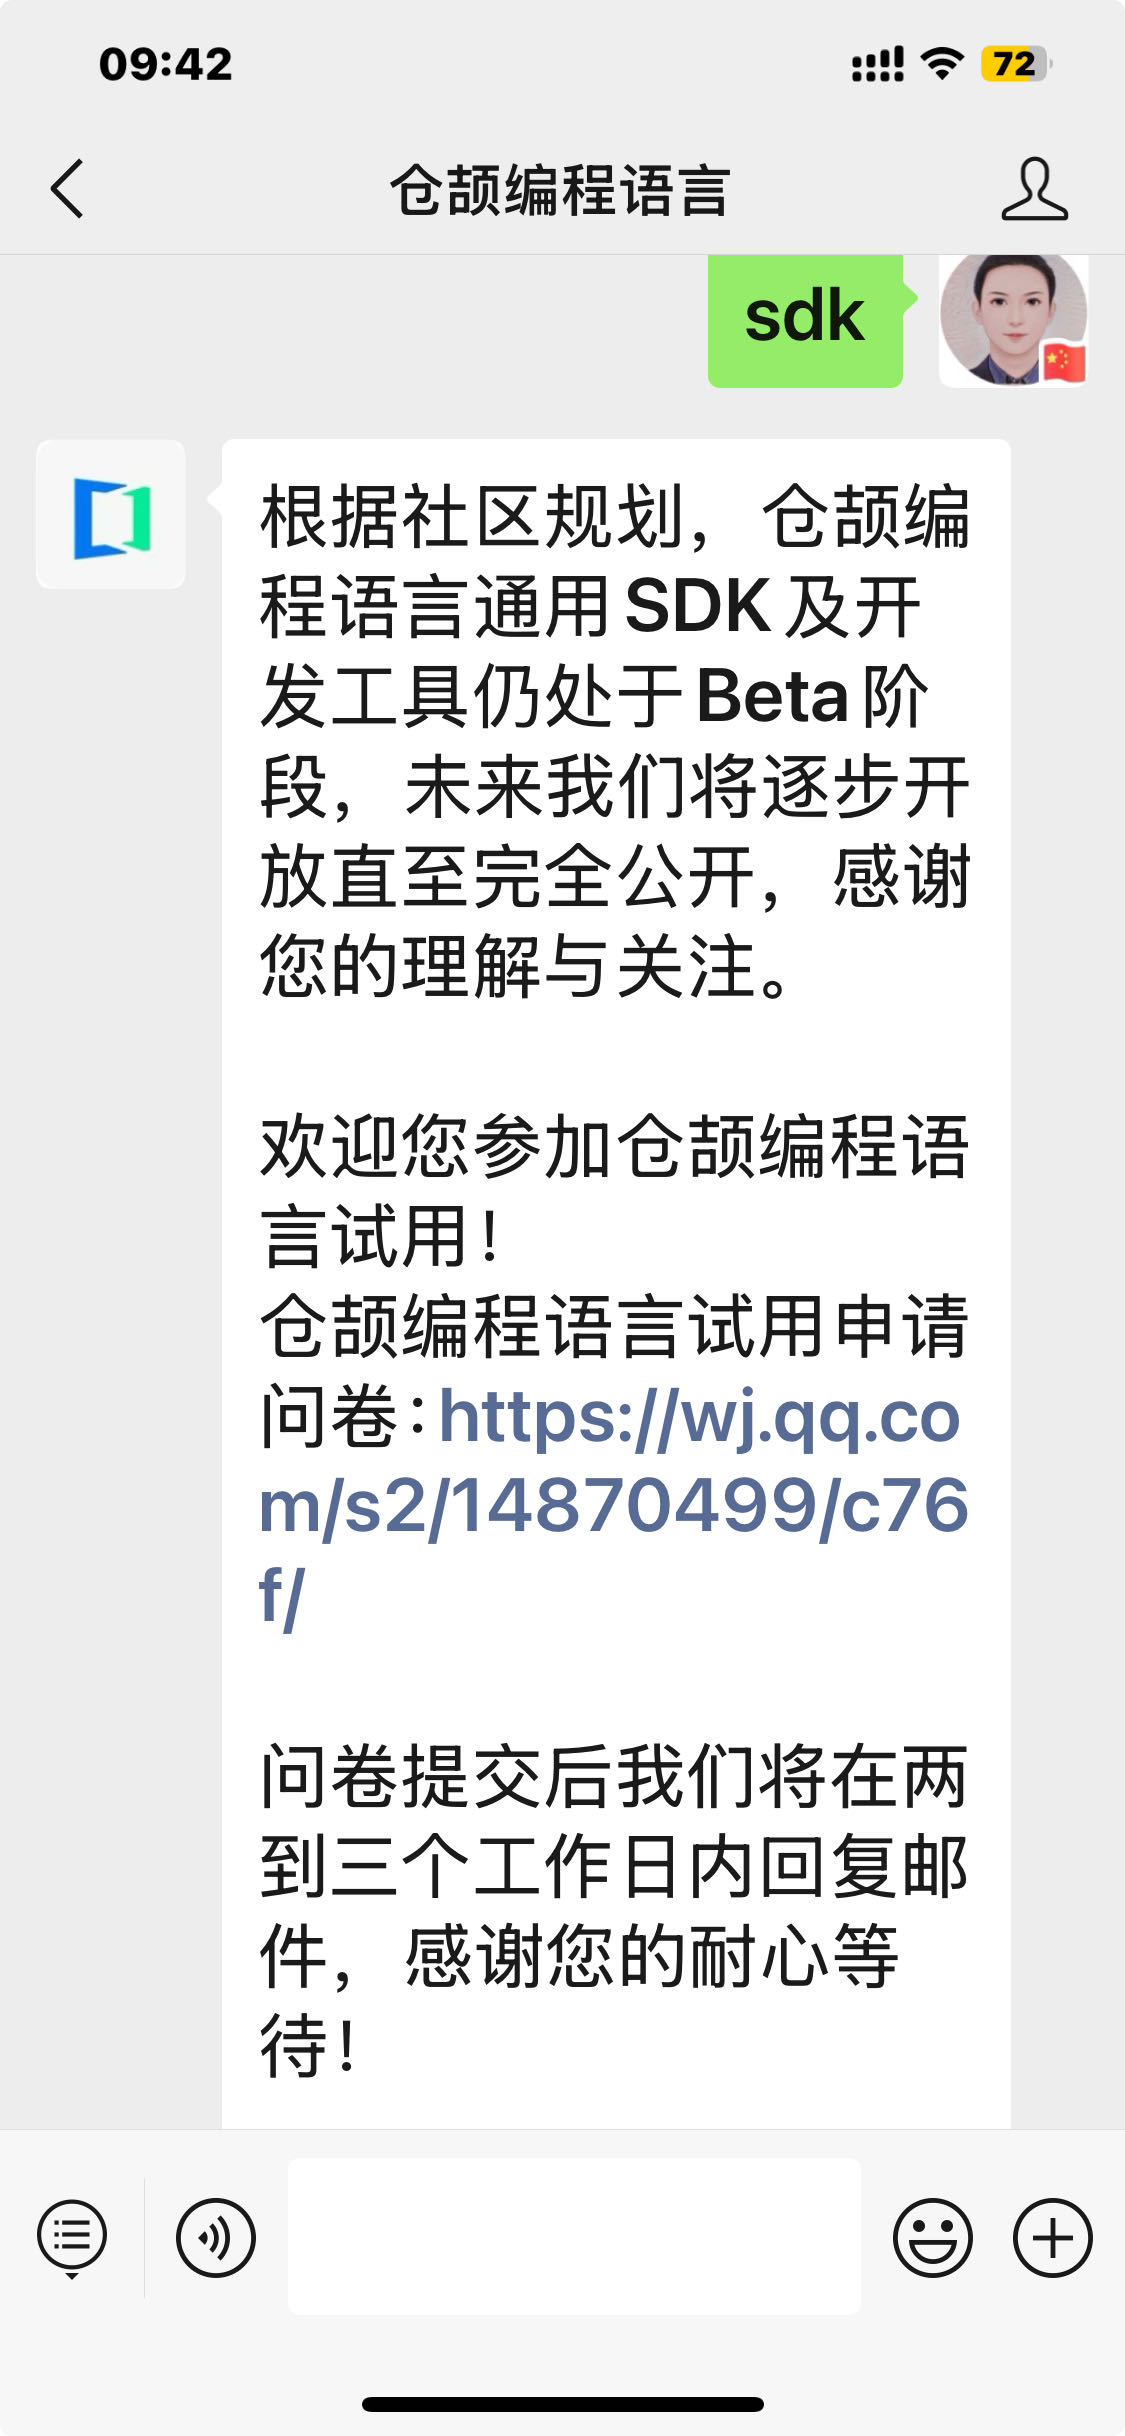 09:42
72
仓颉编程语言
sdk
根据社区规划，仓颉编
程语言通用SDK及开
发工具仍处于Beta阶
段，未来我们将逐步开
放直至完全公开，感谢
您的理解与关注。
欢迎您参加仓颉编程语
言试用！
仓颉编程语言试用申请
问卷：https://wj.qq.co
m/s2/14870499/c76
f/
问卷提交后我们将在两
到三个工作日内回复邮
件，感谢您的耐心等
待！